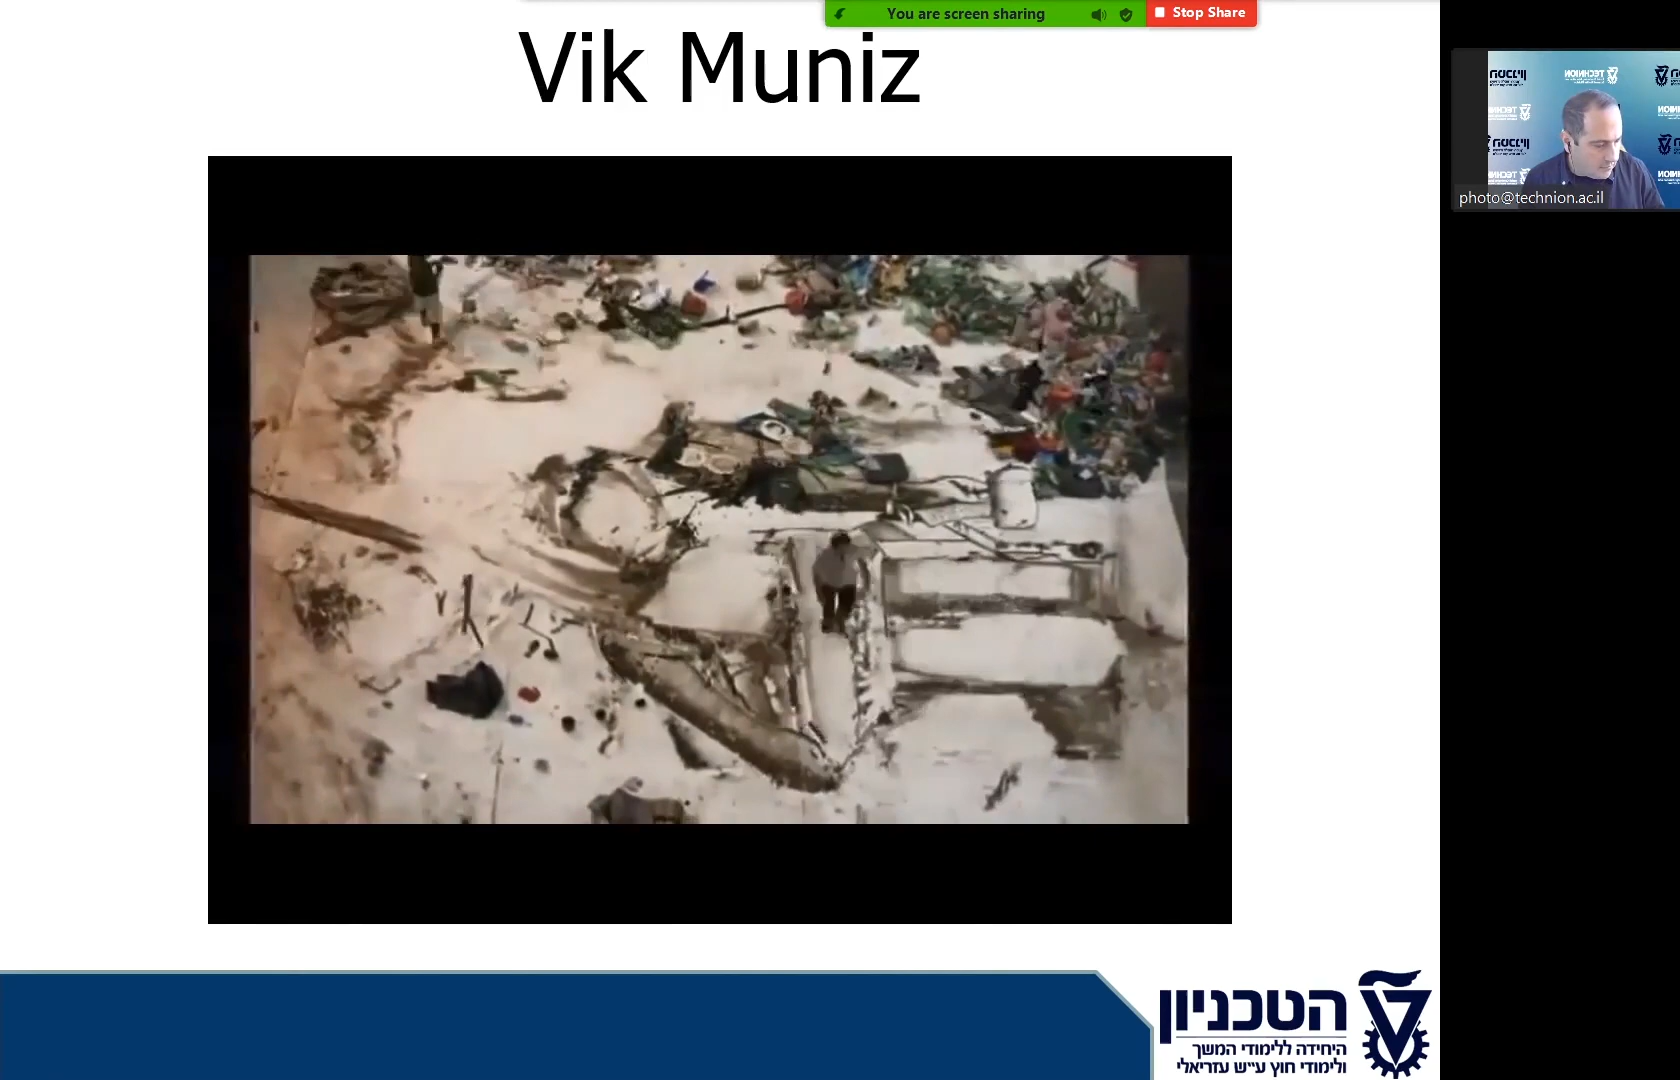 You are screen sharing
Stop Share
Vik Muniz
photo@technion.ac.il
הטכניון
היחידה ללימודי המשך
ולימודי חוץ ע״ש עזריאלי